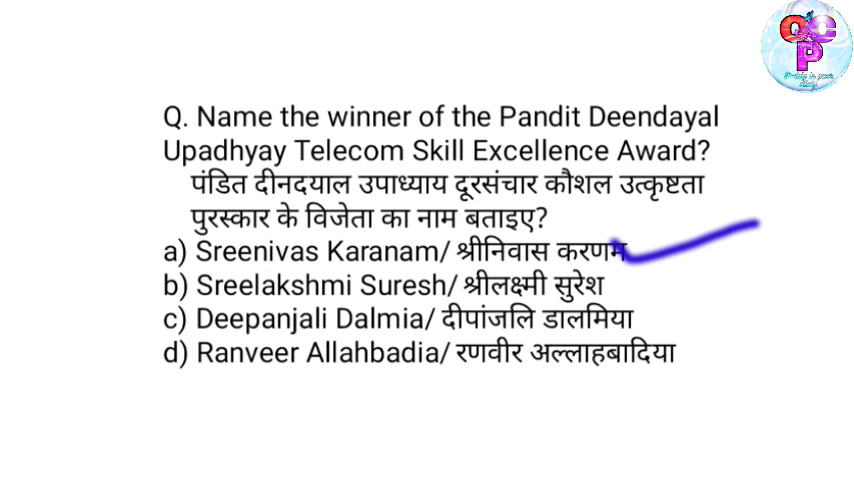 QCP
Q. Name the winner of the Pandit Deendayal
Upadhyay Telecom Skill Excellence Award?
पंडित दीनदयाल उपाध्याय दूरसंचार कौशल उत्कृष्टता
पुरस्कार के विजेता का नाम बताइए?
a) Sreenivas Karanam/ श्रीनिवास करणम
b) Sreelakshmi Suresh/ श्रीलक्ष्मी सुरेश
c) Deepanjali Dalmia/ दीपांजलि डालमिया
d) Ranveer Allahbadia/ रणवीर अल्लाहबादिया